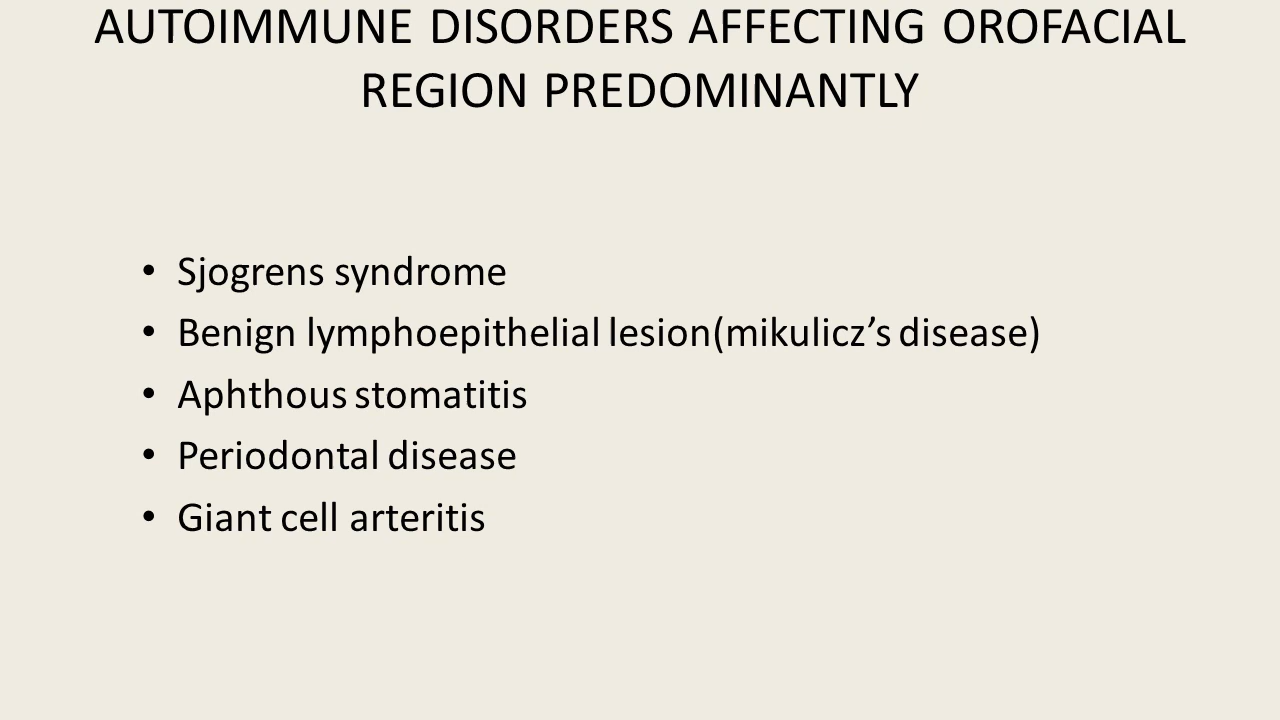 AUTOIMMUNE DISORDERS AFFECTING OROFACIAL
REGION PREDOMINANTLY
• Sjogrens syndrome
• Benign lymphoepithelial lesion(mikulicz’s disease)
• Aphthous stomatitis
• Periodontal disease
• Giant cell arteritis